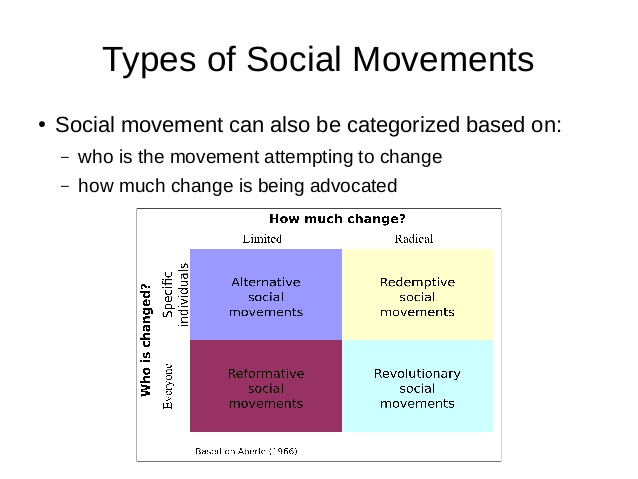 Types of Social Movements
• Social movement can also be categorized based on:
– who is the movement attempting to change
– how much change is being advocated
How much change?
Limited Radical
Who is changed?
Specific
individuals
Alternative
social
movements
Redemptive
social
movements
Everyone
Reformative
social
movements
Revolutionary
social
movements
Based on Aberle (1966)